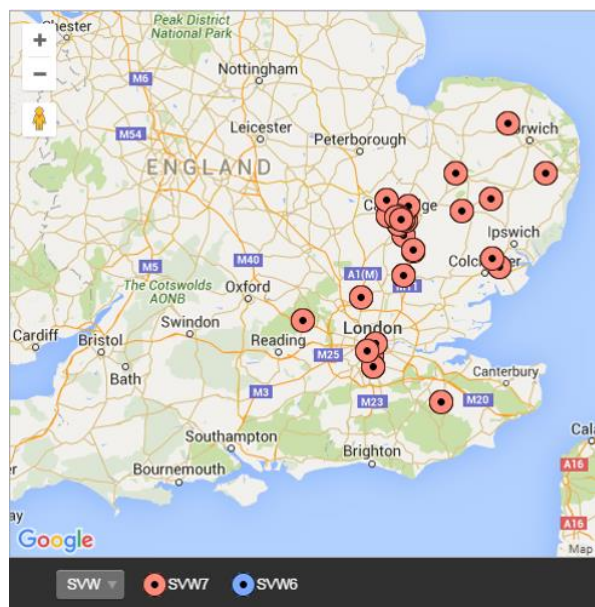 Chester
Peak District
National Park
+
−
M6
Nottingham
M54
Leicester
Peterborough
ENGLAND
M5
M40
A1(M)
M11
Ipswich
The Cotswolds
AONB
Oxford
London
Cardiff
Bristol
Swindon
Reading
M25
Bath
M3
M23
M20
Canterbury
Southampton
Brighton
Bournemouth
A16
A16
Google
Map
SVW
SVW7
SVW6